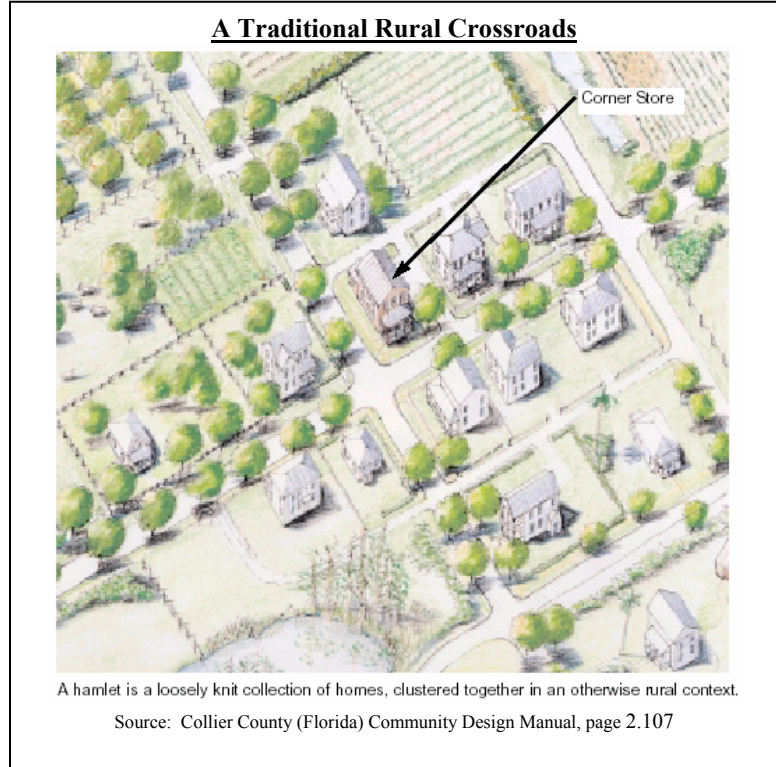 A Traditional Rural Crossroads
Corner Store
A hamlet is a loosely knit collection of homes, clustered together in an otherwise rural context.
Source:  Collier County (Florida) Community Design Manual, page 2.107